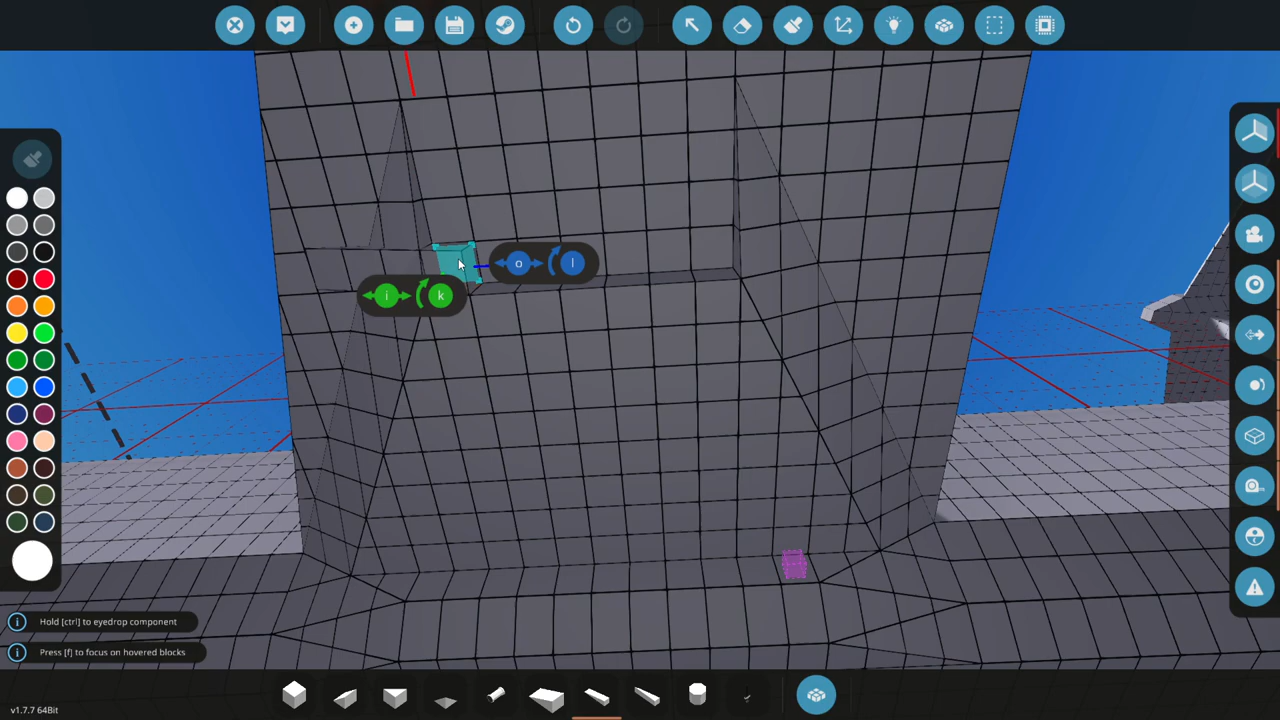 o l
i k
Hold [ctrl] to eyedrop component
Press [f] to focus on hovered blocks
v1.7.7 64Bit